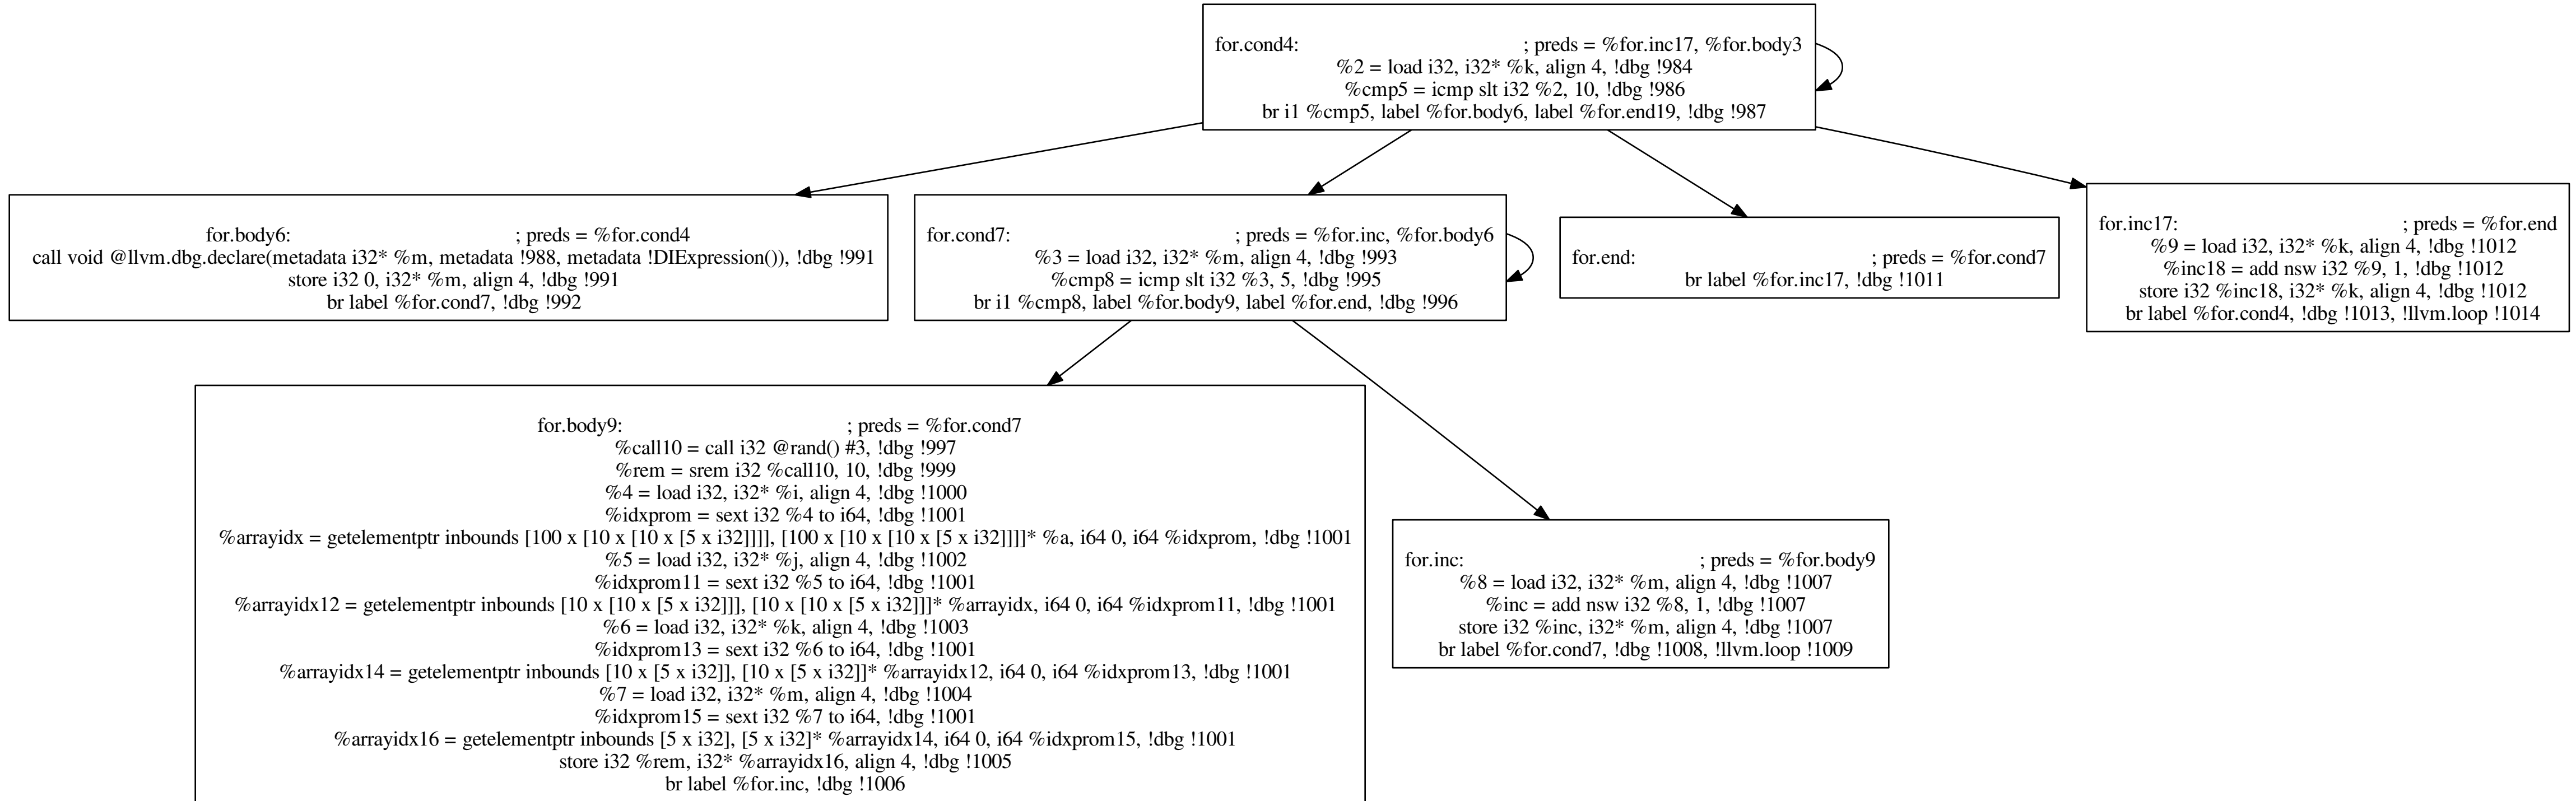 for.cond4: ; preds = %for.inc17, %for.body3
%2 = load i32, i32* %k, align 4, !dbg !984
%cmp5 = icmp slt i32 %2, 10, !dbg !986
br i1 %cmp5, label %for.body6, label %for.end19, !dbg !987
for.body6: ; preds = %for.cond4
call void @llvm.dbg.declare(metadata i32* %m, metadata !988, metadata !DIExpression()), !dbg !991
store i32 0, i32* %m, align 4, !dbg !991
br label %for.cond7, !dbg !992
for.cond7: ; preds = %for.inc, %for.body6
%3 = load i32, i32* %m, align 4, !dbg !993
%cmp8 = icmp slt i32 %3, 5, !dbg !995
br i1 %cmp8, label %for.body9, label %for.end, !dbg !996
for.end: ; preds = %for.cond7
br label %for.inc17, !dbg !1011
for.inc17: ; preds = %for.end
%9 = load i32, i32* %k, align 4, !dbg !1012
%inc18 = add nsw i32 %9, 1, !dbg !1012
store i32 %inc18, i32* %k, align 4, !dbg !1012
br label %for.cond4, !dbg !1013, !llvm.loop !1014
for.body9: ; preds = %for.cond7
%call10 = call i32 @rand() #3, !dbg !997
%rem = srem i32 %call10, 10, !dbg !999
%4 = load i32, i32* %i, align 4, !dbg !1000
%idxprom = sext i32 %4 to i64, !dbg !1001
%arrayidx = getelementptr inbounds [100 x [10 x [10 x [5 x i32]]]], [100 x [10 x [10 x [5 x i32]]]]* %a, i64 0, i64 %idxprom, !dbg !1001
%5 = load i32, i32* %j, align 4, !dbg !1002
%idxprom11 = sext i32 %5 to i64, !dbg !1001
%arrayidx12 = getelementptr inbounds [10 x [10 x [5 x i32]]], [10 x [10 x [5 x i32]]]* %arrayidx, i64 0, i64 %idxprom11, !dbg !1001
%6 = load i32, i32* %k, align 4, !dbg !1003
%idxprom13 = sext i32 %6 to i64, !dbg !1001
%arrayidx14 = getelementptr inbounds [10 x [5 x i32]], [10 x [5 x i32]]* %arrayidx12, i64 0, i64 %idxprom13, !dbg !1001
%7 = load i32, i32* %m, align 4, !dbg !1004
%idxprom15 = sext i32 %7 to i64, !dbg !1001
%arrayidx16 = getelementptr inbounds [5 x i32], [5 x i32]* %arrayidx14, i64 0, i64 %idxprom15, !dbg !1001
store i32 %rem, i32* %arrayidx16, align 4, !dbg !1005
br label %for.inc, !dbg !1006
for.inc: ; preds = %for.body9
%8 = load i32, i32* %m, align 4, !dbg !1007
%inc = add nsw i32 %8, 1, !dbg !1007
store i32 %inc, i32* %m, align 4, !dbg !1007
br label %for.cond7, !dbg !1008, !llvm.loop !1009